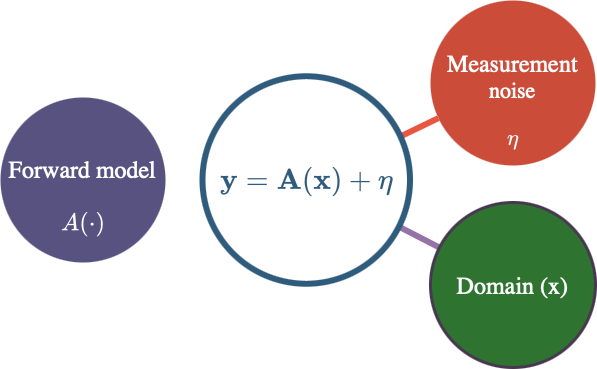 Forward model
A(·)
y = A(x) + η
Measurement
noise
η
Domain (x)